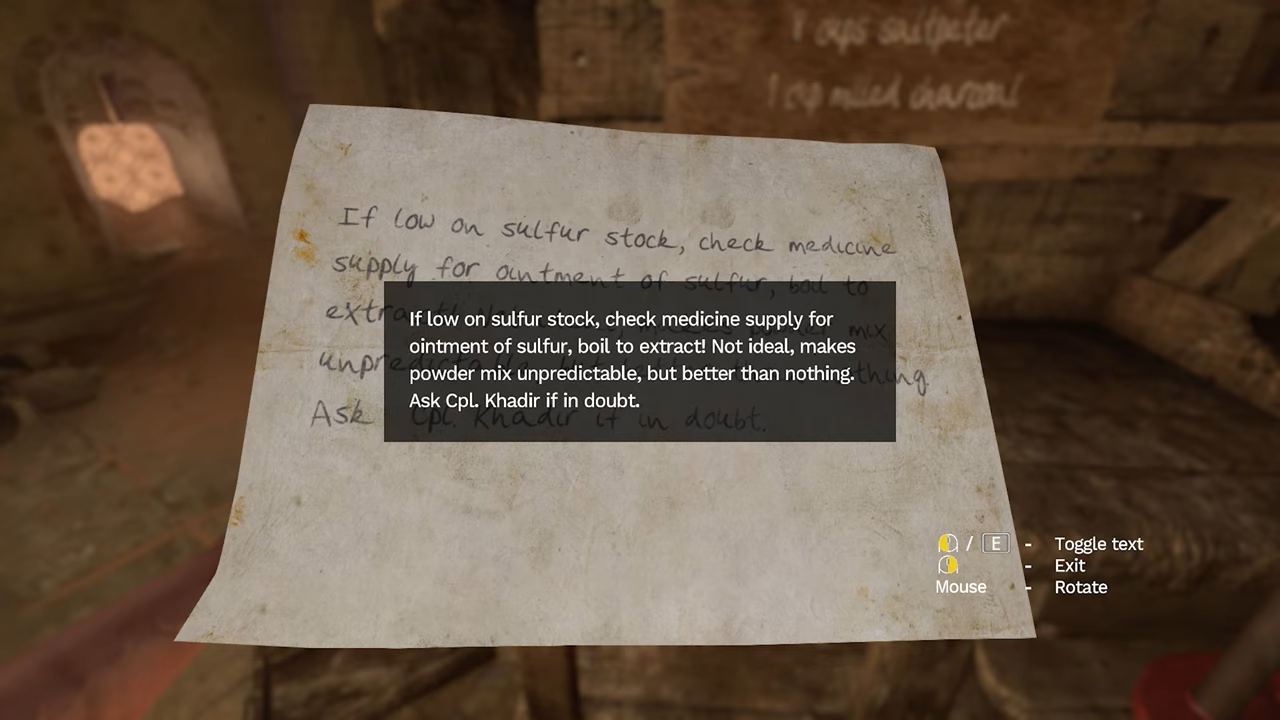 cups saltpeter
1 cup milled charcoal
If low on sulfur stock, check medicine
supply for ointment of sulfur, boil to
If low on sulfur stock, check medicine supply for
ointment of sulfur, boil to extract! Not ideal, makes
powder mix unpredictable, but better than nothing.
Ask Cpl. Khadir if in doubt.
Ask Cpl. Khadir if in doubt.
/ E - Toggle text
- Exit
Mouse - Rotate